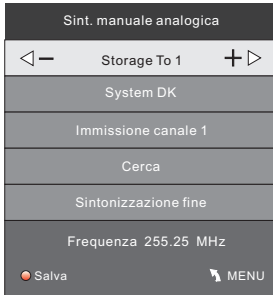 Sint. manuale analogica
Storage To 1
System DK
Immissione canale 1
Cerca
Sintonizzazione fine
Frequenza 255.25 MHz
Salva MENU